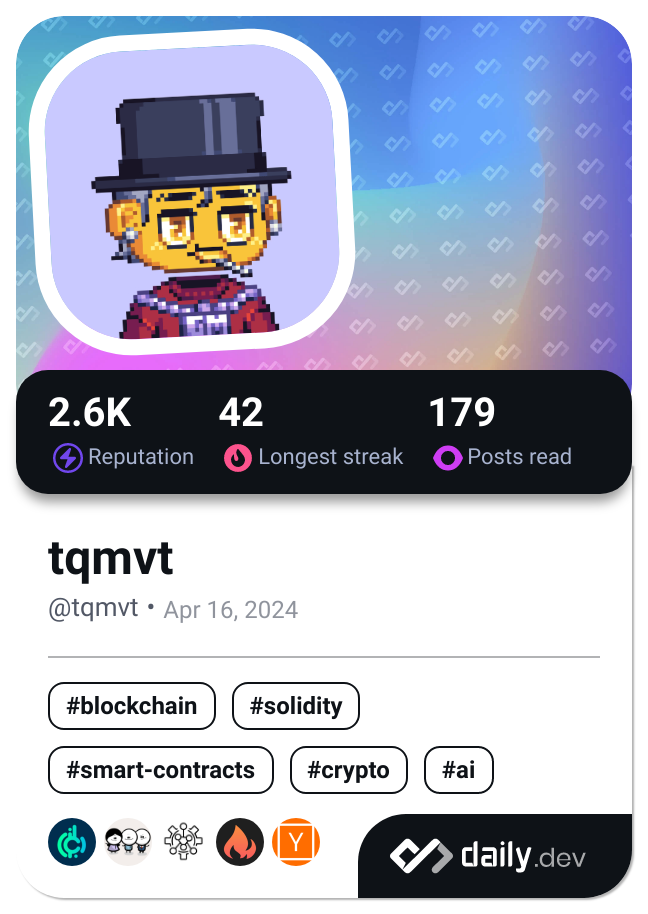 GM
2.6K 42 179
Reputation Longest streak Posts read
tqmvt
@tqmvt • Apr 16, 2024
#blockchain #solidity
#smart-contracts #crypto #ai
Y
daily.dev